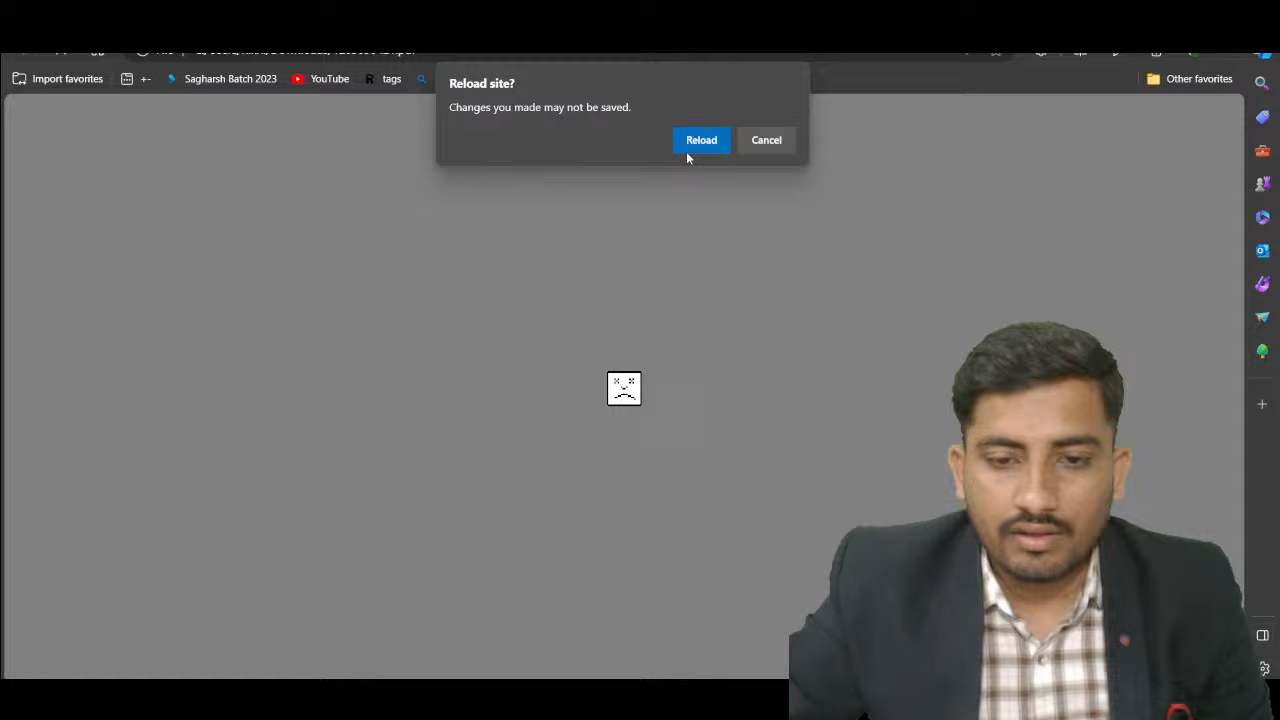 Import favorites
+-
Sagharsh Batch 2023
YouTube
tags
Other favorites
Reload site?
Changes you made may not be saved.
Reload
Cancel